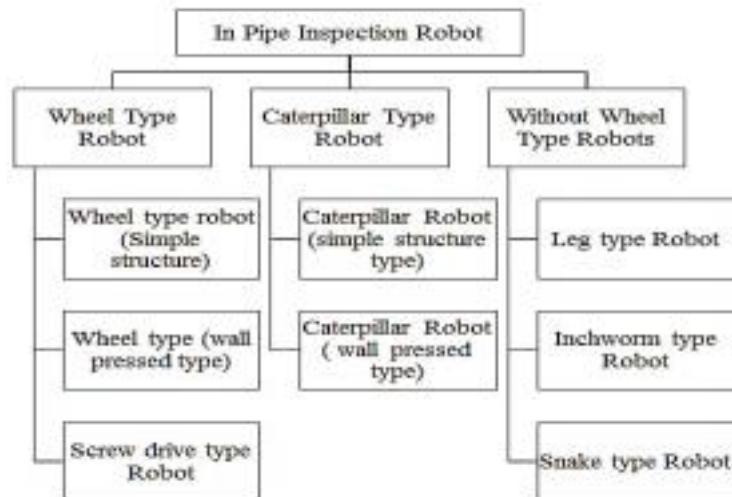 In Pipe Inspection Robot
Wheel Type
Robot
Caterpillar Type
Robot
Without Wheel
Type Robots
Wheel type robot
(Simple
structure)
Wheel type (wall
pressed type)
Screw drive type
Robot
Caterpillar Robot
(simple structure
type)
Caterpillar Robot
( wall pressed
type)
Leg type Robot
Inchworm type
Robot
Snake type Robot